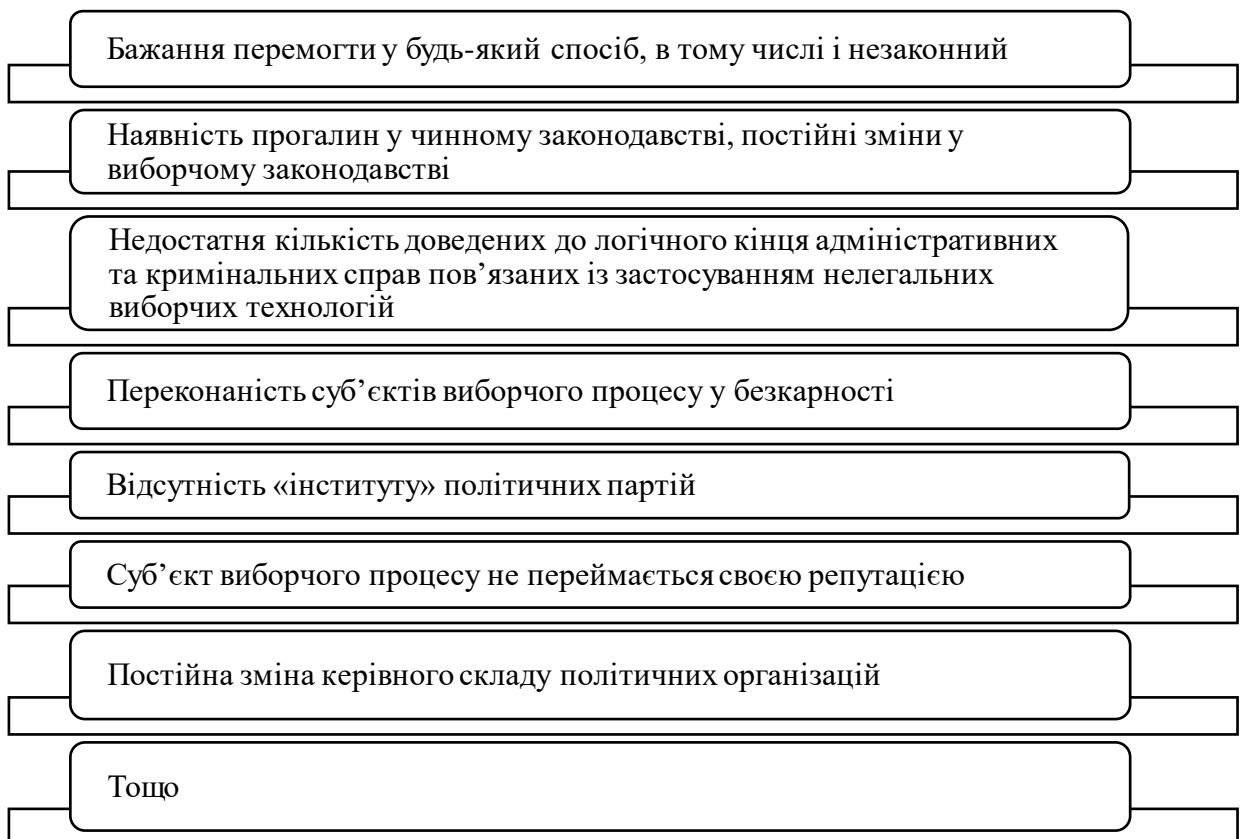 Бажання перемогти у будь-який спосіб, в тому числі і незаконний
Наявність прогалин у чинному законодавстві, постійні зміни у
виборчому законодавстві
Недостатня кількість доведених до логічного кінця адміністративних
та кримінальних справ пов’язаних із застосуванням нелегальних
виборчих технологій
Переконаність суб’єктів виборчого процесу у безкарності
Відсутність «інституту» політичних партій
Суб’єкт виборчого процесу не переймається своєю репутацією
Постійна зміна керівного складу політичних організацій
Тощо